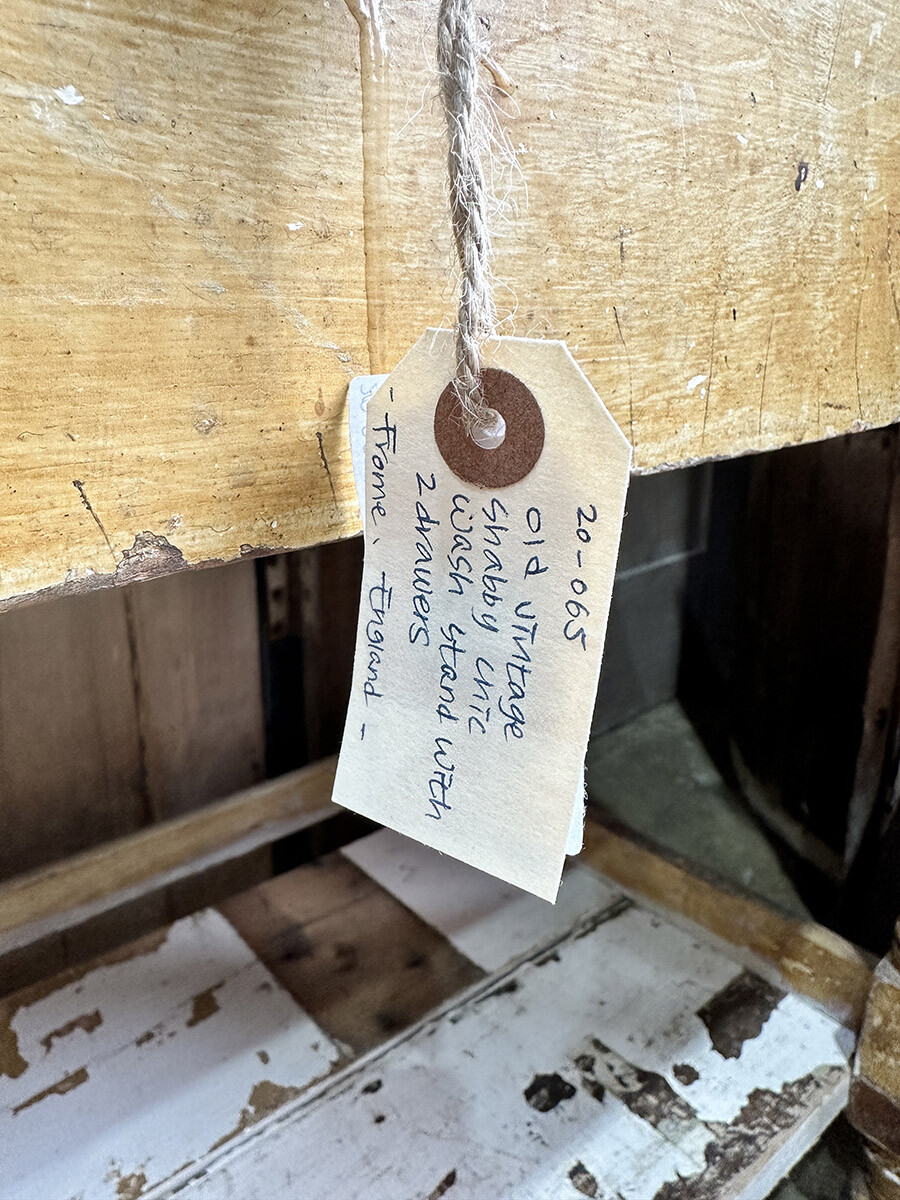 20-065
old vintage
shabby chic
wash stand with
2 drawers
- Frome, England -